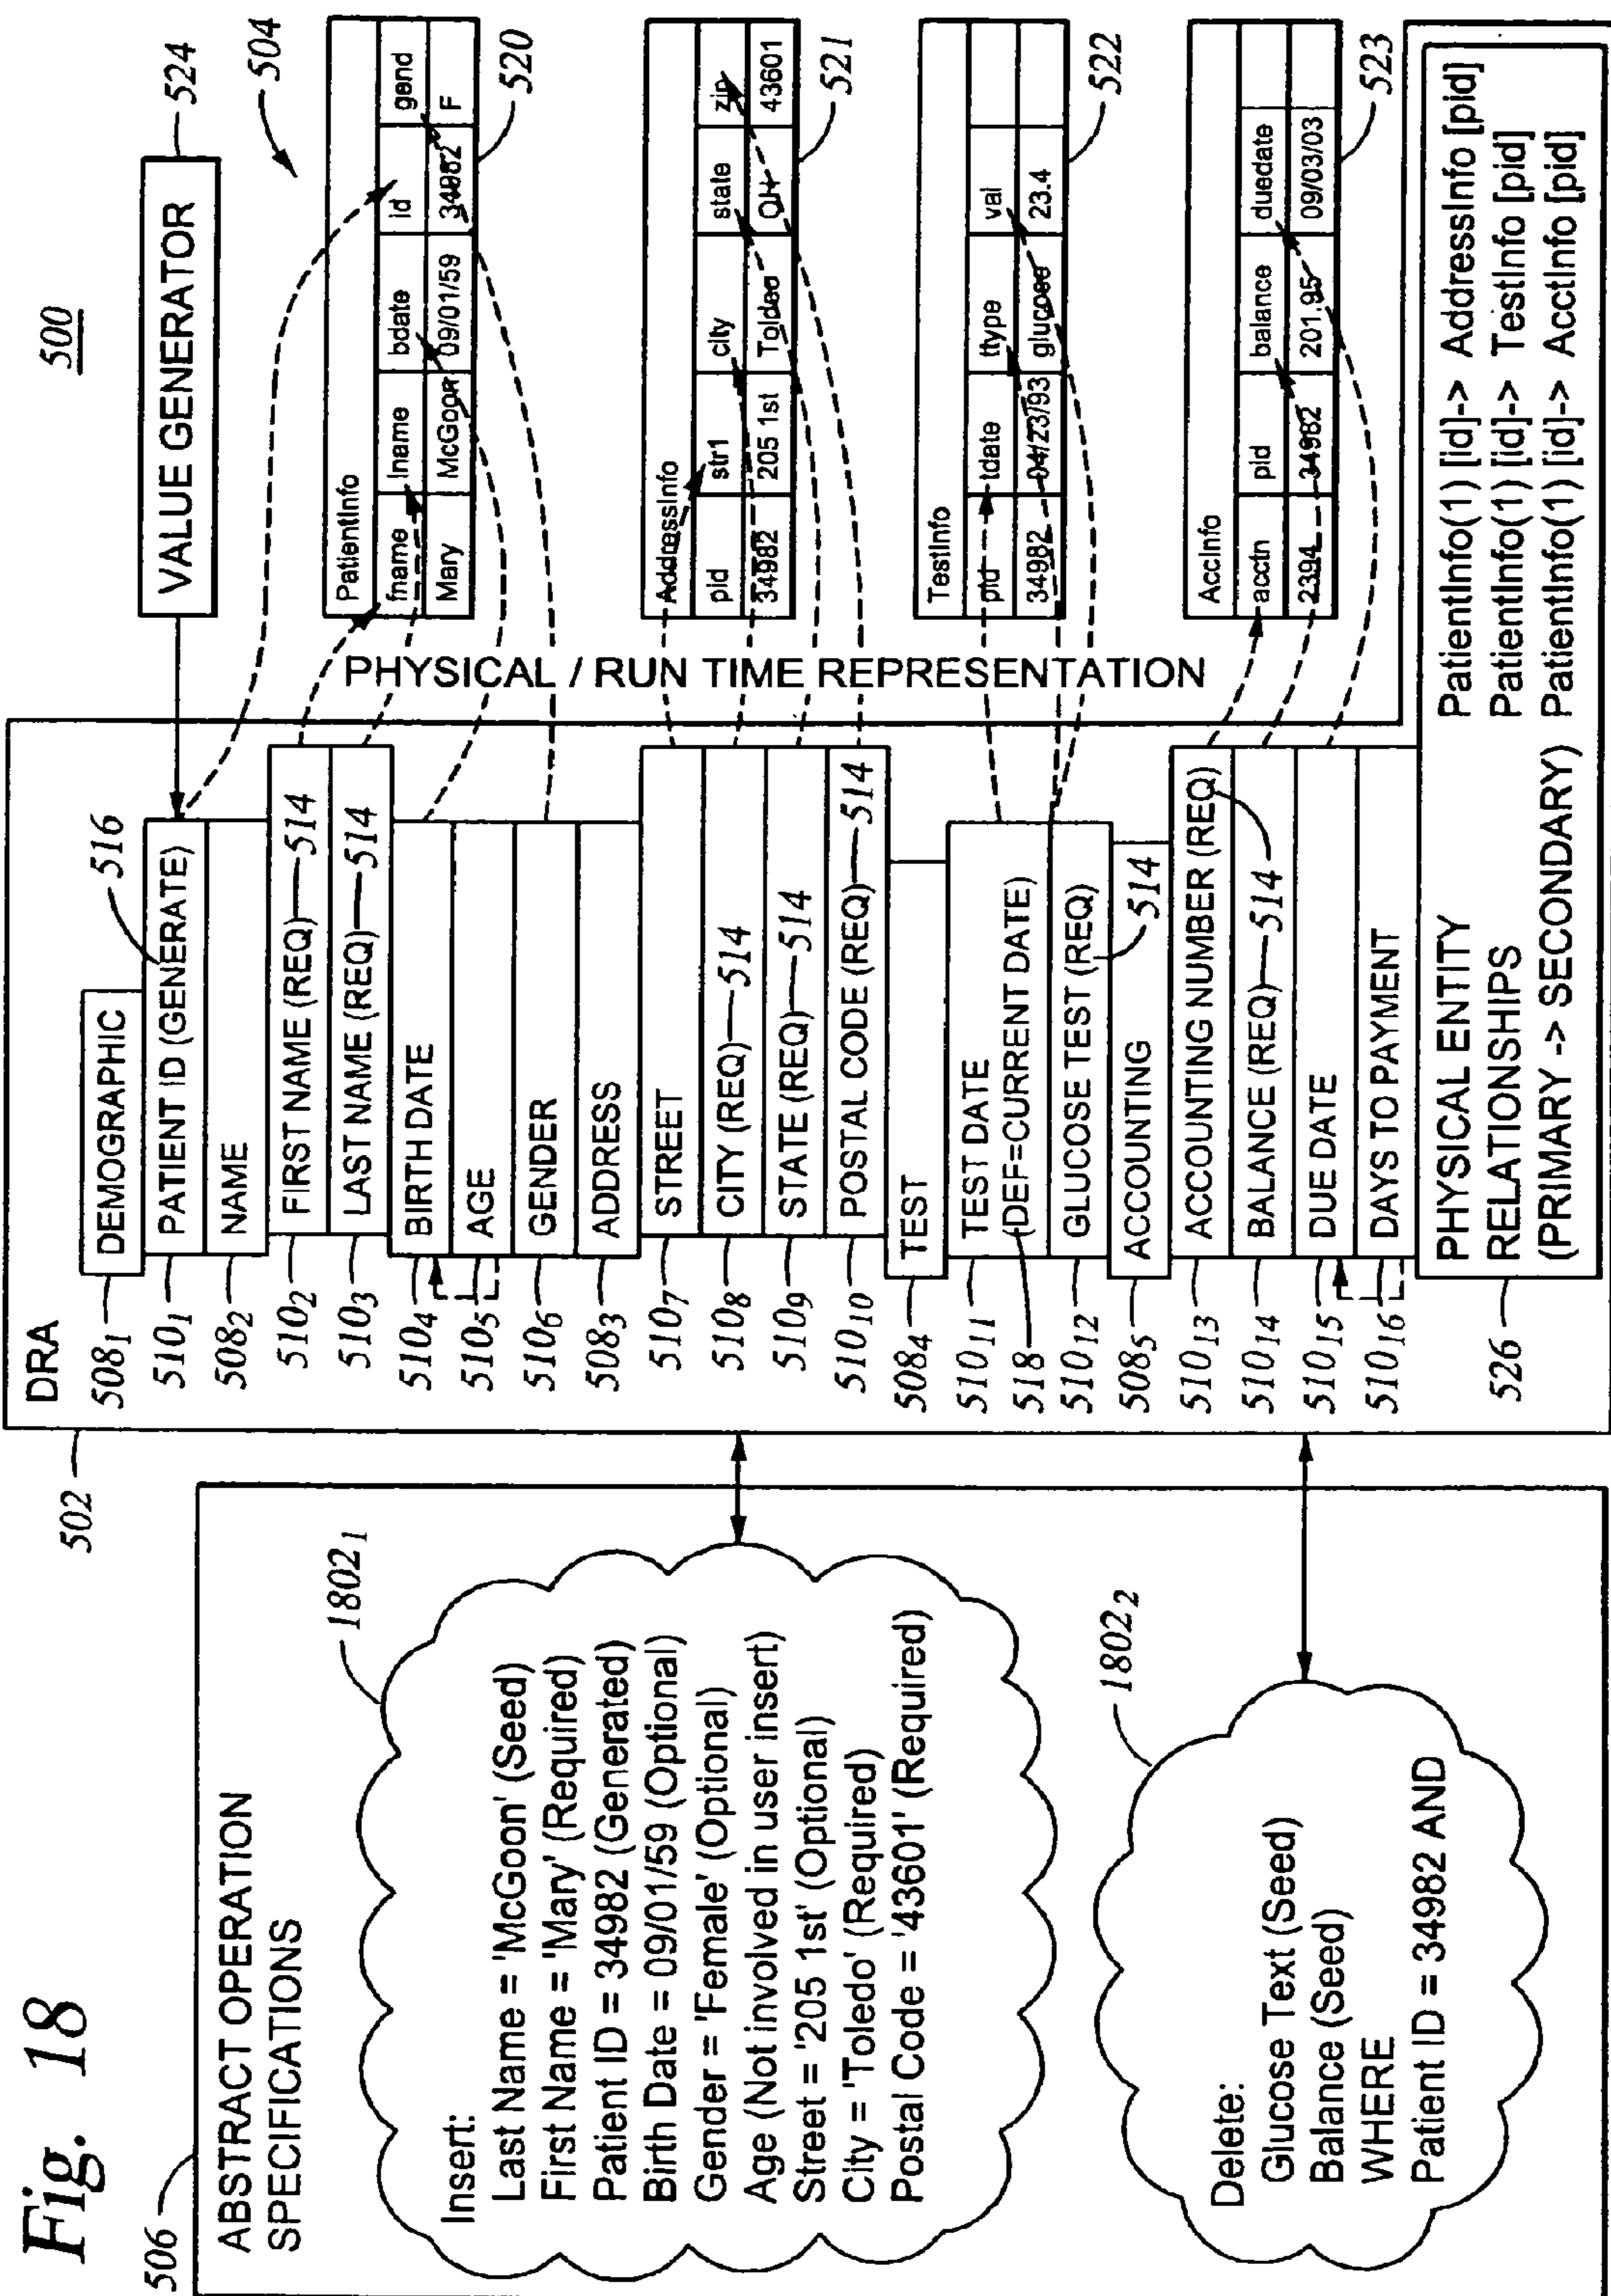 Fig. 18
500
506
ABSTRACT OPERATION
SPECIFICATIONS
1802₁
Insert:
Last Name = 'McGoon' (Seed)
First Name = 'Mary' (Required)
Patient ID = 34982 (Generated)
Birth Date = 09/01/59 (Optional)
Gender = 'Female' (Optional)
Age (Not involved in user insert)
Street = '205 1st' (Optional)
City = 'Toledo' (Required)
Postal Code = '43601' (Required)
1802₂
Delete:
Glucose Text (Seed)
Balance (Seed)
WHERE
Patient ID = 34982 AND
502
DRA
508₁ DEMOGRAPHIC 516
510₁ PATIENT ID (GENERATE)
508₂ NAME
510₂ FIRST NAME (REQ) 514
510₃ LAST NAME (REQ) 514
510₄ BIRTH DATE
510₅ AGE
510₆ GENDER
508₃ ADDRESS
510₇ STREET
510₈ CITY (REQ) 514
510₉ STATE (REQ) 514
510₁₀ POSTAL CODE (REQ) 514
508₄ TEST
510₁₁ TEST DATE
518 (DEF=CURRENT DATE)
510₁₂ GLUCOSE TEST (REQ)
508₅ ACCOUNTING 514
510₁₃ ACCOUNTING NUMBER (REQ)
510₁₄ BALANCE (REQ) 514
510₁₅ DUE DATE
510₁₆ DAYS TO PAYMENT
526
PHYSICAL ENTITY
RELATIONSHIPS
(PRIMARY -> SECONDARY)
PatientInfo(1) [id]-> AddressInfo [pid]
PatientInfo(1) [id]-> TestInfo [pid]
PatientInfo(1) [id]-> AcctInfo [pid]
VALUE GENERATOR 524
504
PHYSICAL / RUN TIME REPRESENTATION
PatientInfo
fname lname bdate id gend
Mary McGoon 09/01/59 34982 F
520
AddressInfo
pid str1 city state zip
34982 205 1st Toldeo OH 43601
521
TestInfo
pid tdate ttype val
34982 04/23/93 glucose 23.4
522
AccInfo
acctn pid balance duedate
2394 34982 201.95 09/03/03
523